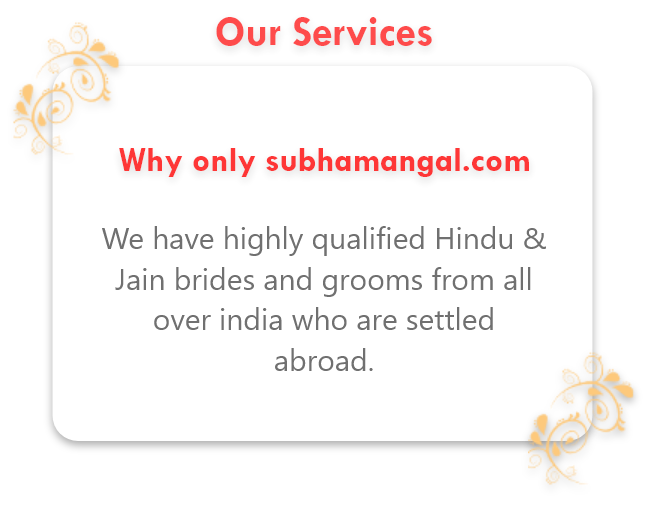 Our Services
Why only subhamangal.com
We have highly qualified Hindu &
Jain brides and grooms from all
over india who are settled
abroad.